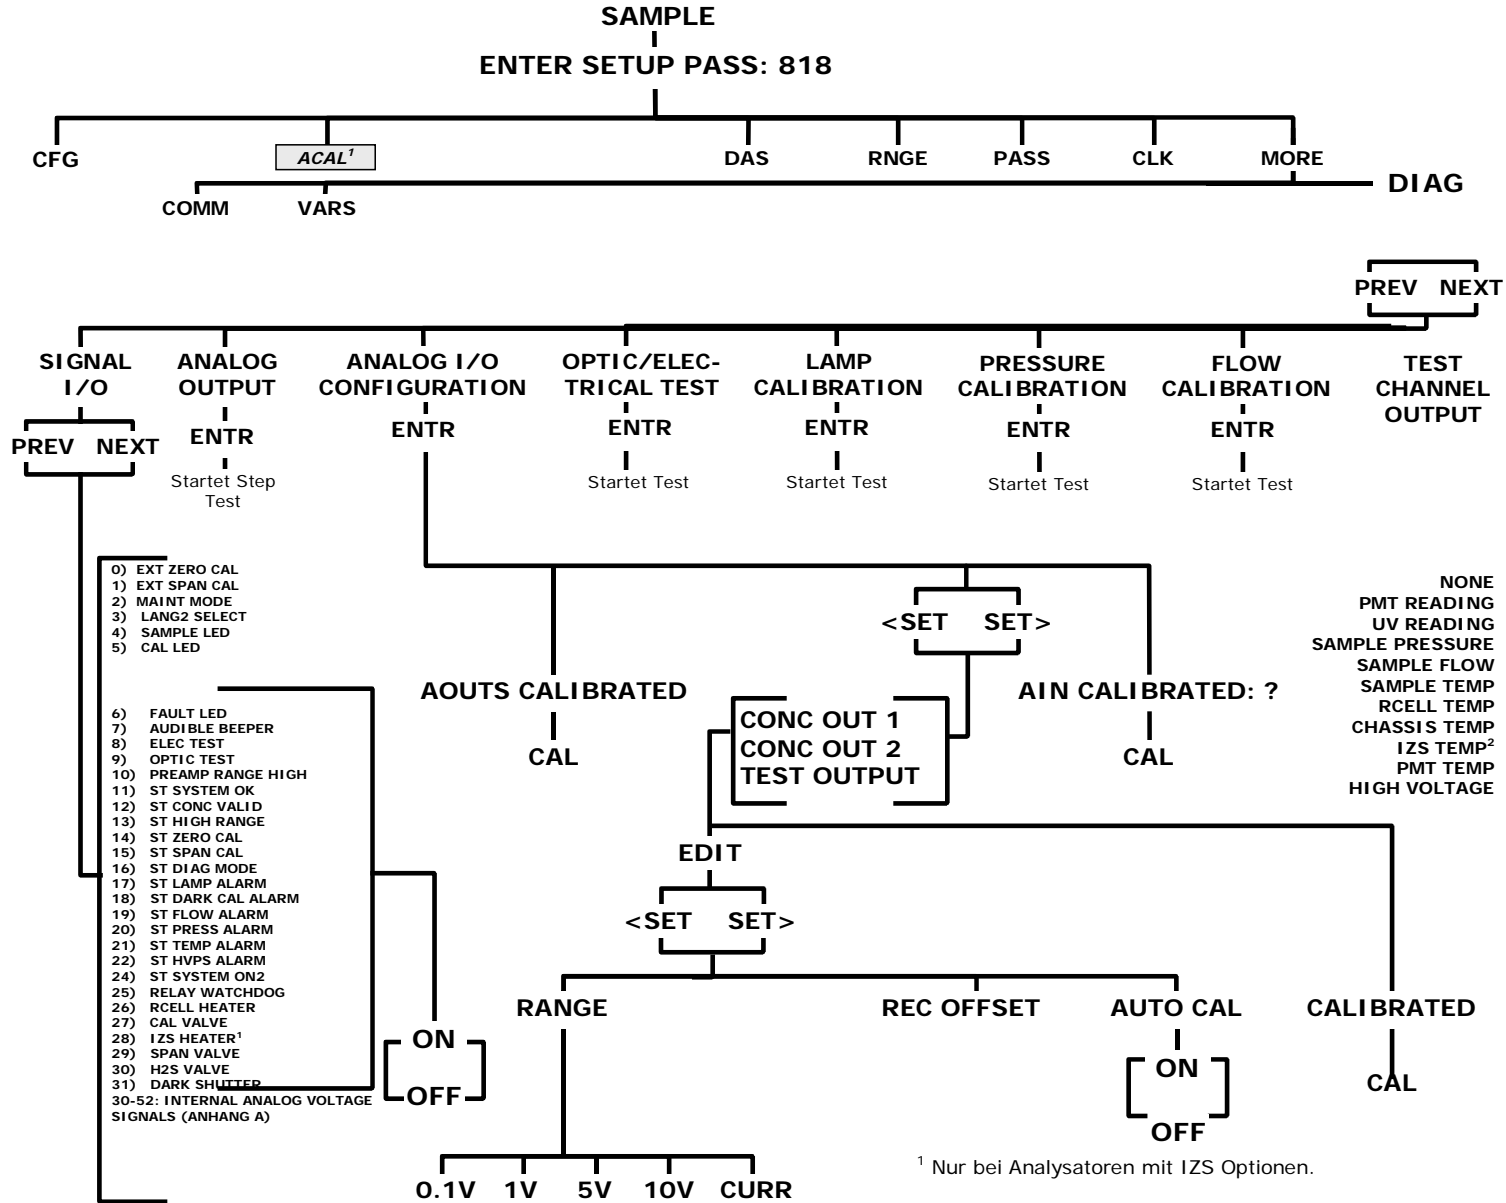 SAMPLE
ENTER SETUP PASS: 818
CFG
ACAL¹
DAS
RNGE
PASS
CLK
MORE
COMM
VARS
DIAG
PREV NEXT
SIGNAL
I/O
ANALOG
OUTPUT
ANALOG I/O
CONFIGURATION
OPTIC/ELEC-
TRICAL TEST
LAMP
CALIBRATION
PRESSURE
CALIBRATION
FLOW
CALIBRATION
TEST
CHANNEL
OUTPUT
PREV NEXT
ENTR
ENTR
ENTR
ENTR
ENTR
ENTR
Startet Step
Test
Startet Test
Startet Test
Startet Test
Startet Test
0) EXT ZERO CAL
1) EXT SPAN CAL
2) MAINT MODE
3) LANG2 SELECT
4) SAMPLE LED
5) CAL LED
6) FAULT LED
7) AUDIBLE BEEPER
8) ELEC TEST
9) OPTIC TEST
10) PREAMP RANGE HIGH
11) ST SYSTEM OK
12) ST CONC VALID
13) ST HIGH RANGE
14) ST ZERO CAL
15) ST SPAN CAL
16) ST DIAG MODE
17) ST LAMP ALARM
18) ST DARK CAL ALARM
19) ST FLOW ALARM
20) ST PRESS ALARM
21) ST TEMP ALARM
22) ST HVPS ALARM
24) ST SYSTEM ON2
25) RELAY WATCHDOG
26) RCELL HEATER
27) CAL VALVE
28) IZS HEATER¹
29) SPAN VALVE
30) H2S VALVE
31) DARK SHUTTER
30-52: INTERNAL ANALOG VOLTAGE
SIGNALS (ANHANG A)
ON
OFF
<SET SET>
AOUTS CALIBRATED
CAL
CONC OUT 1
CONC OUT 2
TEST OUTPUT
AIN CALIBRATED: ?
CAL
NONE
PMT READING
UV READING
SAMPLE PRESSURE
SAMPLE FLOW
SAMPLE TEMP
RCELL TEMP
CHASSIS TEMP
IZS TEMP²
PMT TEMP
HIGH VOLTAGE
EDIT
<SET SET>
RANGE
REC OFFSET
AUTO CAL
CALIBRATED
ON
OFF
CAL
0.1V 1V 5V 10V CURR
¹ Nur bei Analysatoren mit IZS Optionen.